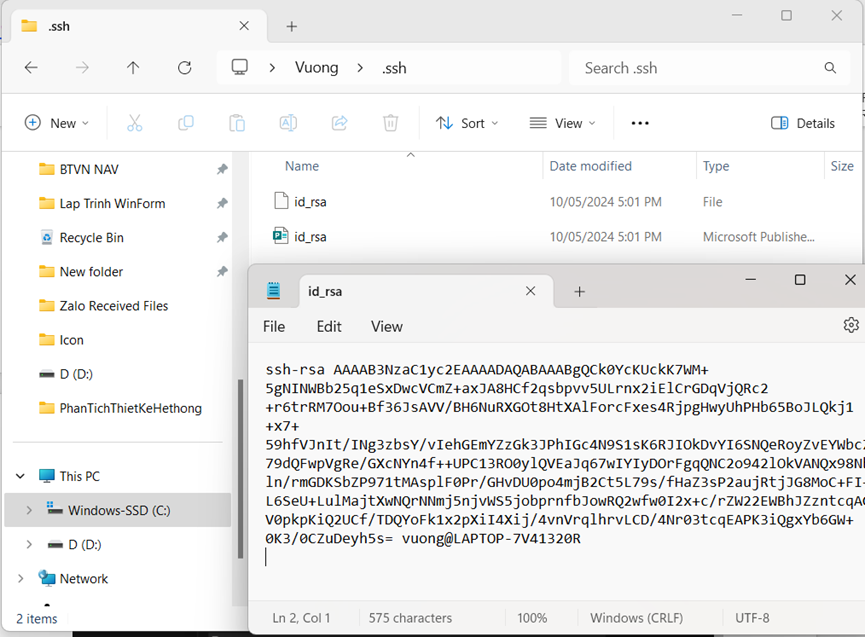 .ssh
Vuong > .ssh
Search .ssh
New
Sort
View
Details
BTVN NAV
Lap Trinh WinForm
Recycle Bin
New folder
Zalo Received Files
Icon
D (D:)
PhanTichThietKeHethong
This PC
Windows-SSD (C:)
D (D:)
Network
2 items
Name
Date modified
Type
Size
id_rsa
10/05/2024 5:01 PM
File
id_rsa
10/05/2024 5:01 PM
Microsoft Publishe...
id_rsa
File
Edit
View
ssh-rsa AAAAB3NzaC1yc2EAAAADAQABAAABgQCk0YcKUckK7WM+
5gNINWBb25q1eSxDwcVCmZ+axJA8HCf2qsbpvv5ULrnx2iElCrGDqVjQRc2
+r6trRM7Oou+Bf36JsAVV/BH6NuRXGOt8HtXAlForcFxes4RjpgHwyUhPHb65BoJLQkj1
+x7+
59hfVJnIt/INg3zbsY/vIehGEmYZzGk3JPhIGc4N9S1sK6RJIOkDvYI6SNQeRoyZvEYWbcZ
79dQFwpVgRe/GXcNYn4f++UPC13RO0ylQVEaJq67wIYIyDOrFgqQNC2o942lOkVANQx98N
ln/rmGDKSbZP971tMAsplF0Pr/GHvDU0po4mjB2Ct5L79s/fHaZ3sP2aujRtjJG8MoC+FI
L6SeU+LulMajtXwNQrNNmj5njvWS5jobprnfbJowRQ2wfw0I2x+c/rZW22EWBhJZzntcqA
V0pkpKiQ2UCf/TDQYoFk1x2pXiI4Xij/4vnVrqlhrvLCD/4Nr03tcqEAPK3iQgxYb6GW+
0K3/0CZuDeyh5s= vuong@LAPTOP-7V41320R
Ln 2, Col 1
575 characters
100%
Windows (CRLF)
UTF-8